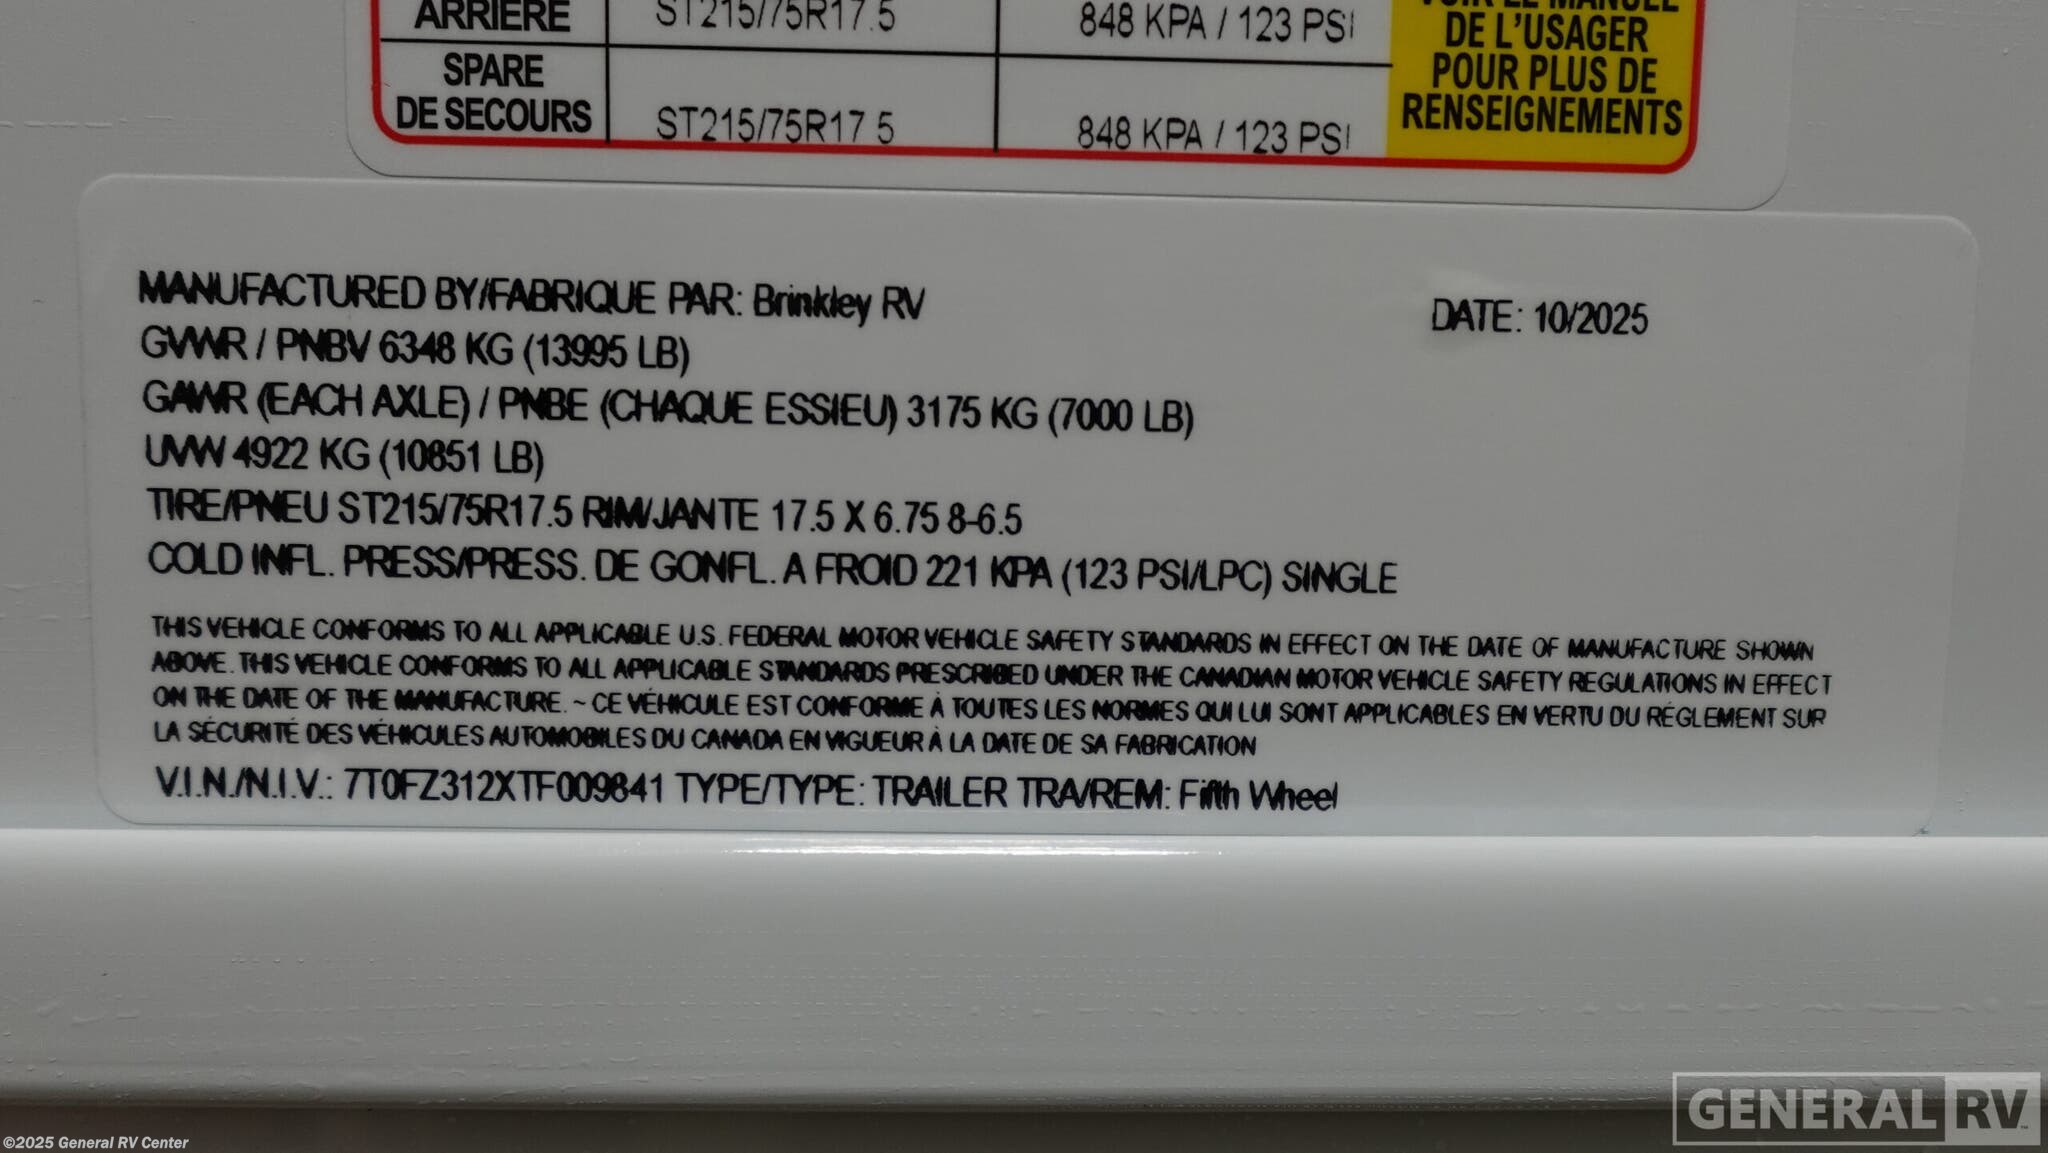 ARRIÈRE ST215/75R17.5 848 KPA / 123 PSI
VOIR LE MANUEL
DE L'USAGER
POUR PLUS DE
RENSEIGNEMENTS
SPARE
DE SECOURS ST215/75R17 5 848 KPA / 123 PSI
MANUFACTURED BY/FABRIQUE PAR: Brinkley RV DATE: 10/2025
GVWR / PNBV 6348 KG (13995 LB)
GAWR (EACH AXLE) / PNBE (CHAQUE ESSIEU) 3175 KG (7000 LB)
UVW 4922 KG (10851 LB)
TIRE/PNEU ST215/75R17.5 RIM/JANTE 17.5 X 6.75 8-6.5
COLD INFL. PRESS/PRESS. DE GONFL. A FROID 221 KPA (123 PSI/LPC) SINGLE
THIS VEHICLE CONFORMS TO ALL APPLICABLE U.S. FEDERAL MOTOR VEHICLE SAFETY STANDARDS IN EFFECT ON THE DATE OF MANUFACTURE SHOWN
ABOVE. THIS VEHICLE CONFORMS TO ALL APPLICABLE STANDARDS PRESCRIBED UNDER THE CANADIAN MOTOR VEHICLE SAFETY REGULATIONS IN EFFECT
ON THE DATE OF THE MANUFACTURE. ~ CE VÉHICULE EST CONFORME À TOUTES LES NORMES QUI LUI SONT APPLICABLES EN VERTU DU RÉGLEMENT SUR
LA SÉCURITÉ DES VÉHICULES AUTOMOBILES DU CANADA EN VIGUEUR À LA DATE DE SA FABRICATION
V.I.N./N.I.V.: 7T0FZ312XTF009841 TYPE/TYPE: TRAILER TRA/REM: Fifth Wheel
GENERAL RV
©2025 General RV Center